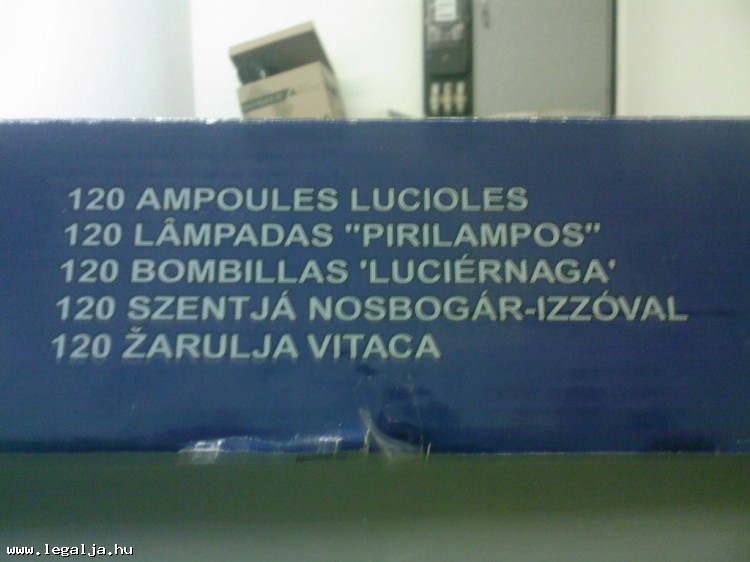 120 AMPOULES LUCIOLES
120 LÂMPADAS "PIRILAMPOS"
120 BOMBILLAS 'LUCIÉRNAGA'
120 SZENTJÁ NOSBOGÁR-IZZÓVAL
120 ŽARULJA VITACA
www.legalja.hu